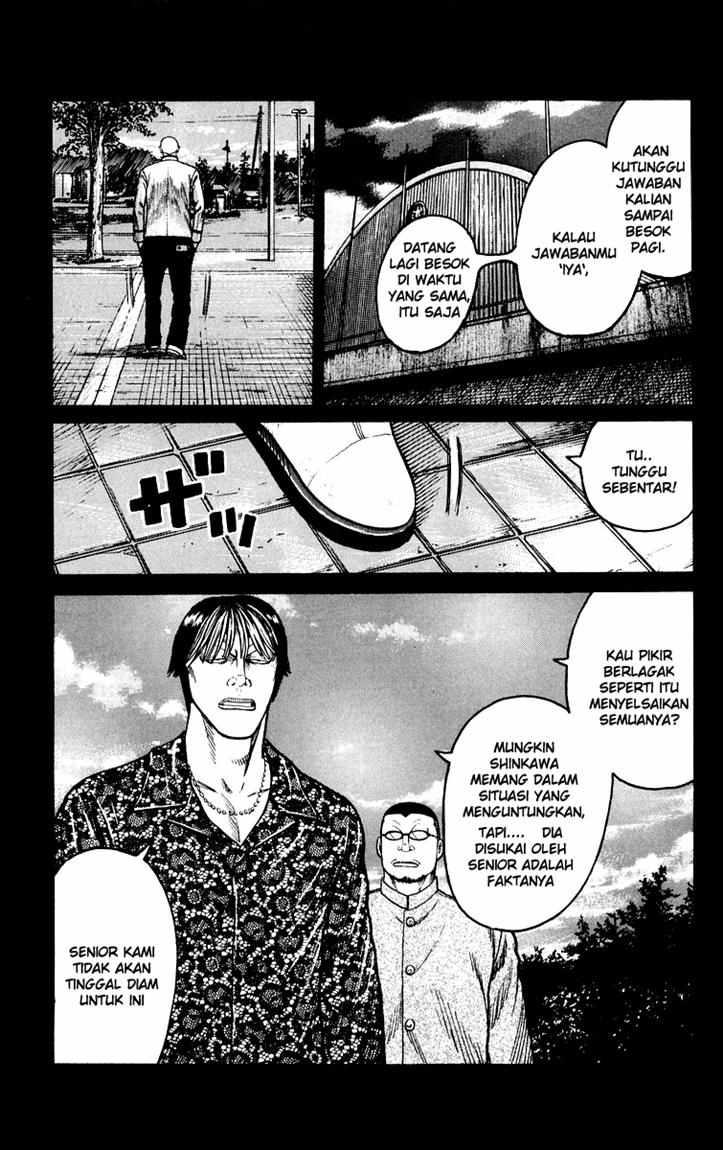 AKAN
KUTUNGGU
JAWABAN
KALIAN
SAMPAI
BESOK
PAGI.
KALAU
JAWABANMU
'IYA',
DATANG
LAGI BESOK
DI WAKTU
YANG SAMA,
ITU SAJA
TU..
TUNGGU
SEBENTAR!
ザッ
ザッ
KAU PIKIR
BERLAGAK
SEPERTI ITU
MENYELSAIKAN
SEMUANYA?
MUNGKIN
SHINKAWA
MEMANG DALAM
SITUASI YANG
MENGUNTUNGKAN,
TAPI.... DIA
DISUKAI OLEH
SENIOR ADALAH
FAKTANYA
SENIOR KAMI
TIDAK AKAN
TINGGAL DIAM
UNTUK INI